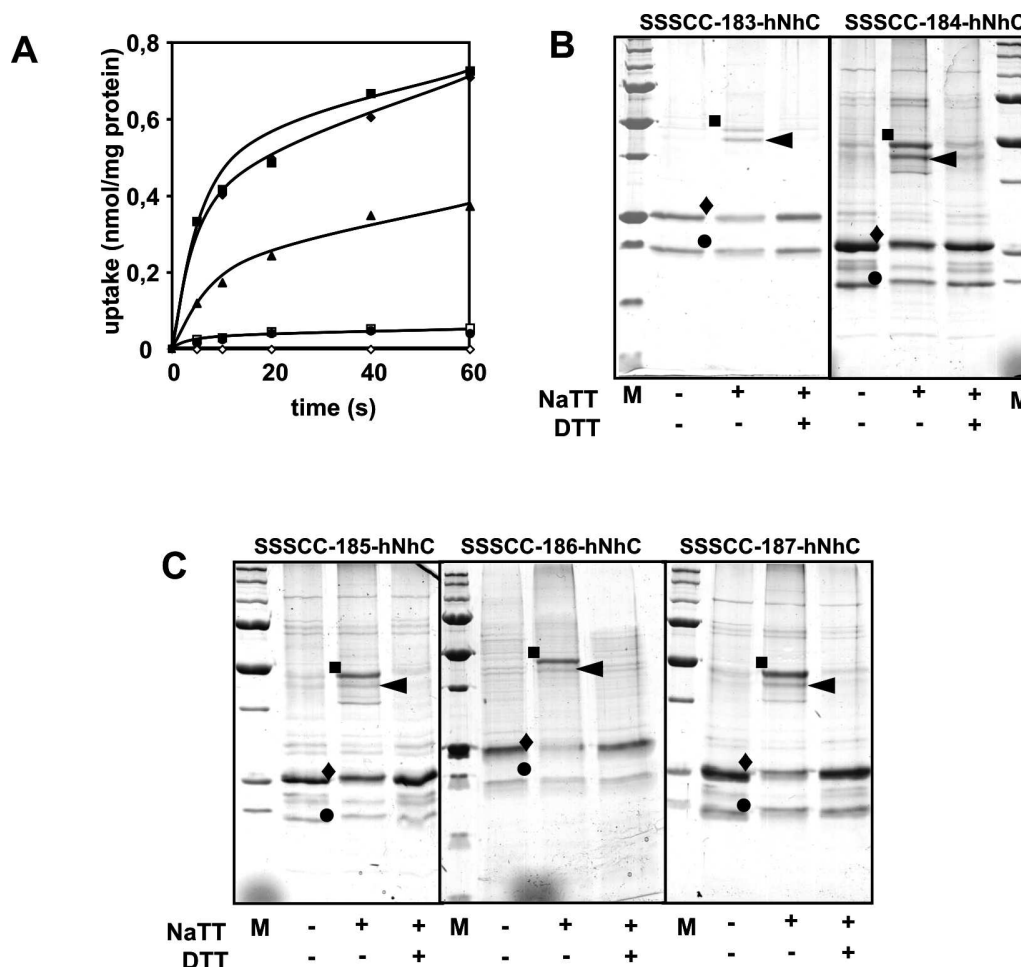 A
0,8
0,6
0,4
0,2
0
uptake (nmol/mg protein)
0 20 40 60
time (s)
B
SSSCC-183-hNhC SSSCC-184-hNhC
NaTT M - + + - + + M
DTT - - + - - +
C
SSSCC-185-hNhC SSSCC-186-hNhC SSSCC-187-hNhC
NaTT M - + + M - + + M - + +
DTT - - + - - + - - +